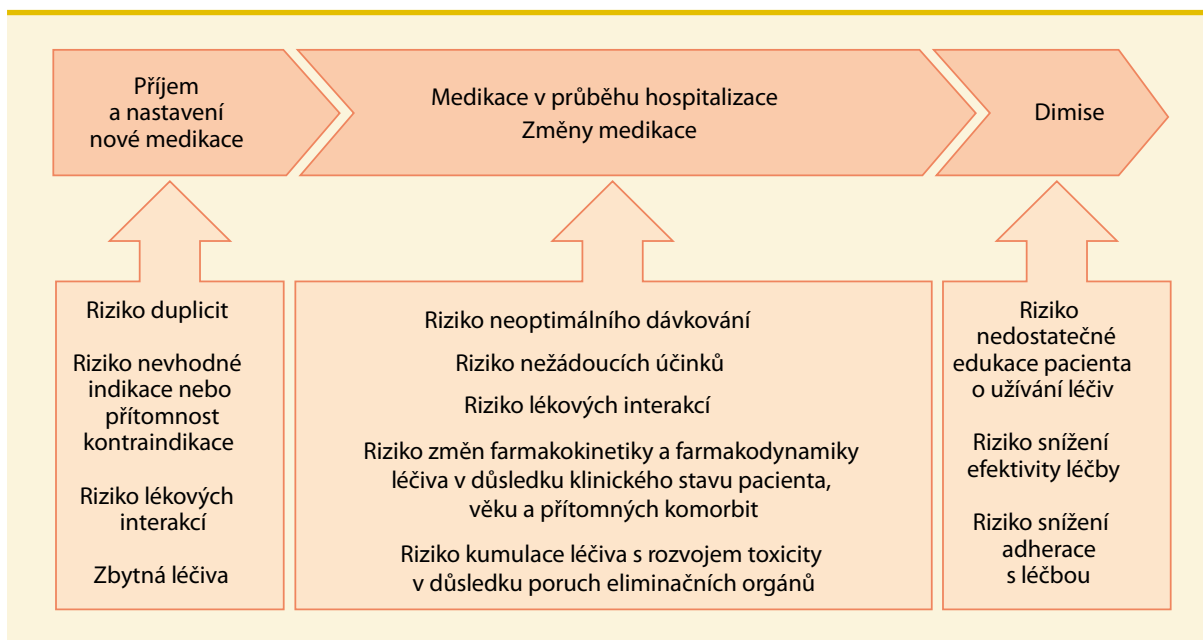 Příjem
a nastavení
nové medikace
Medikace v průběhu hospitalizace
Změny medikace
Dimise
Riziko duplicit
Riziko nevhodné
indikace nebo
přítomnost
kontraindikace
Riziko lékových
interakcí
Zbytná léčiva
Riziko neoptimálního dávkování
Riziko nežádoucích účinků
Riziko lékových interakcí
Riziko změn farmakokinetiky a farmakodynamiky
léčiva v důsledku klinického stavu pacienta,
věku a přítomných komorbit
Riziko kumulace léčiva s rozvojem toxicity
v důsledku poruch eliminačních orgánů
Riziko
nedostatečné
edukace pacienta
o užívání léčiv
Riziko snížení
efektivity léčby
Riziko snížení
adherace
s léčbou